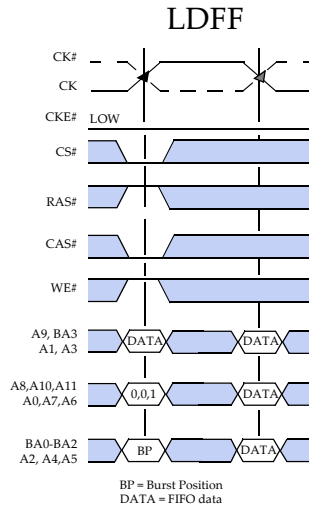 LDFF
CK#
CK
CKE# LOW
CS#
RAS#
CAS#
WE#
A9, BA3 DATA DATA
A1, A3
A8,A10,A11 0,0,1 DATA
A0,A7,A6
BA0-BA2 BP DATA
A2, A4,A5
BP = Burst Position
DATA = FIFO data